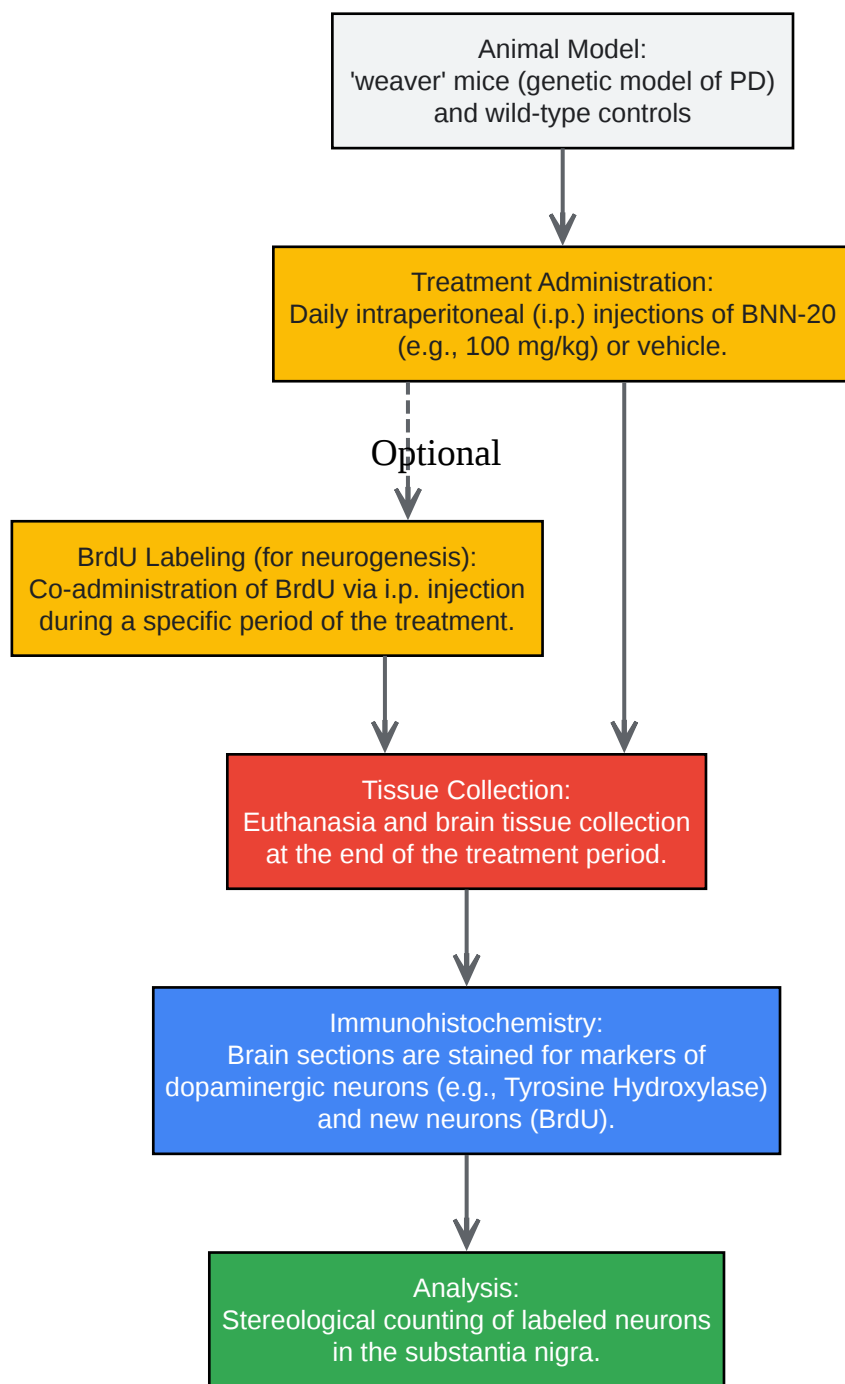 Animal Model:
'weaver' mice (genetic model of PD)
and wild-type controls
Treatment Administration:
Daily intraperitoneal (i.p.) injections of BNN-20
(e.g., 100 mg/kg) or vehicle.
Optional
BrdU Labeling (for neurogenesis):
Co-administration of BrdU via i.p. injection
during a specific period of the treatment.
Tissue Collection:
Euthanasia and brain tissue collection
at the end of the treatment period.
Immunohistochemistry:
Brain sections are stained for markers of
dopaminergic neurons (e.g., Tyrosine Hydroxylase)
and new neurons (BrdU).
Analysis:
Stereological counting of labeled neurons
in the substantia nigra.